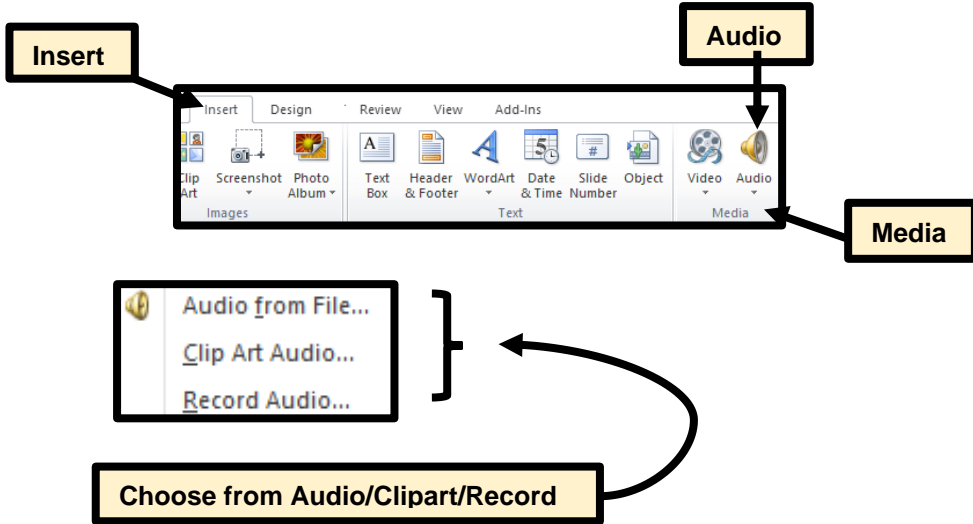 Insert
Audio
Insert Design Review View Add-Ins
Clip Screenshot Photo Text Header WordArt Date Slide Object Video Audio
Art Album Box & Footer & Time Number
Images Text Media
Media
Audio from File...
Clip Art Audio...
Record Audio...
Choose from Audio/Clipart/Record